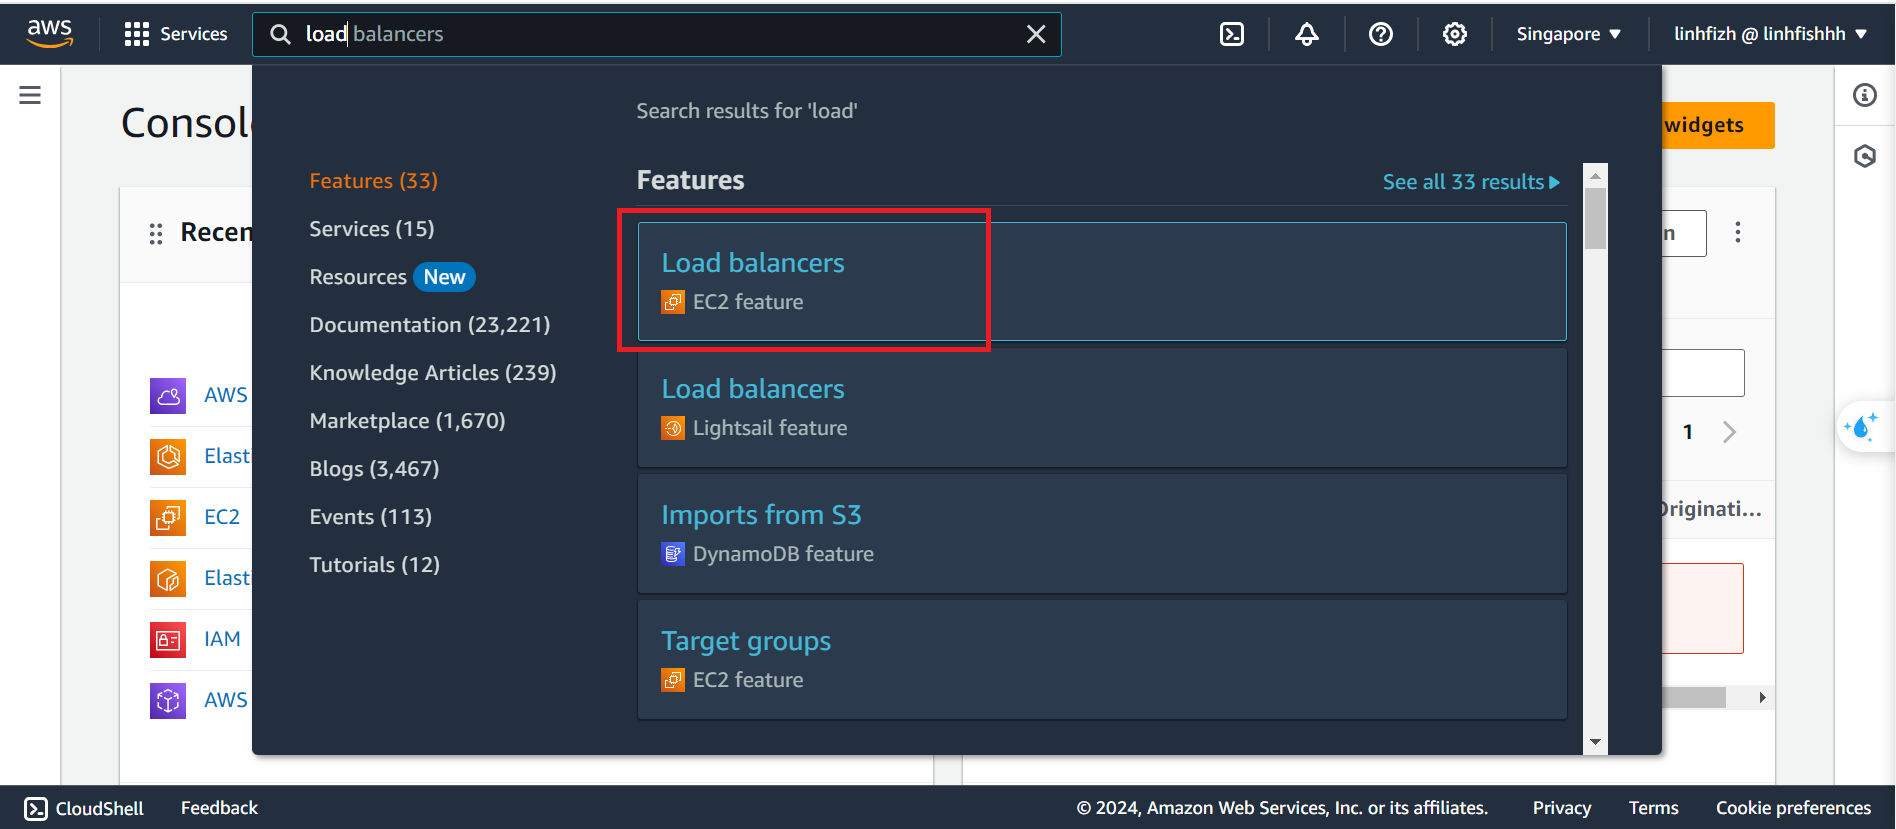 aws
Services
load balancers
Singapore
linhfizh @ linhfishhh
Consol
widgets
Search results for 'load'
Features (33)
Services (15)
Resources New
Documentation (23,221)
Knowledge Articles (239)
Marketplace (1,670)
Blogs (3,467)
Events (113)
Tutorials (12)
Features
See all 33 results
Load balancers
EC2 feature
Load balancers
Lightsail feature
Imports from S3
DynamoDB feature
Target groups
EC2 feature
Recen
AWS
Elast
EC2
Elast
IAM
AWS
n
1
Originati...
CloudShell
Feedback
© 2024, Amazon Web Services, Inc. or its affiliates.
Privacy
Terms
Cookie preferences